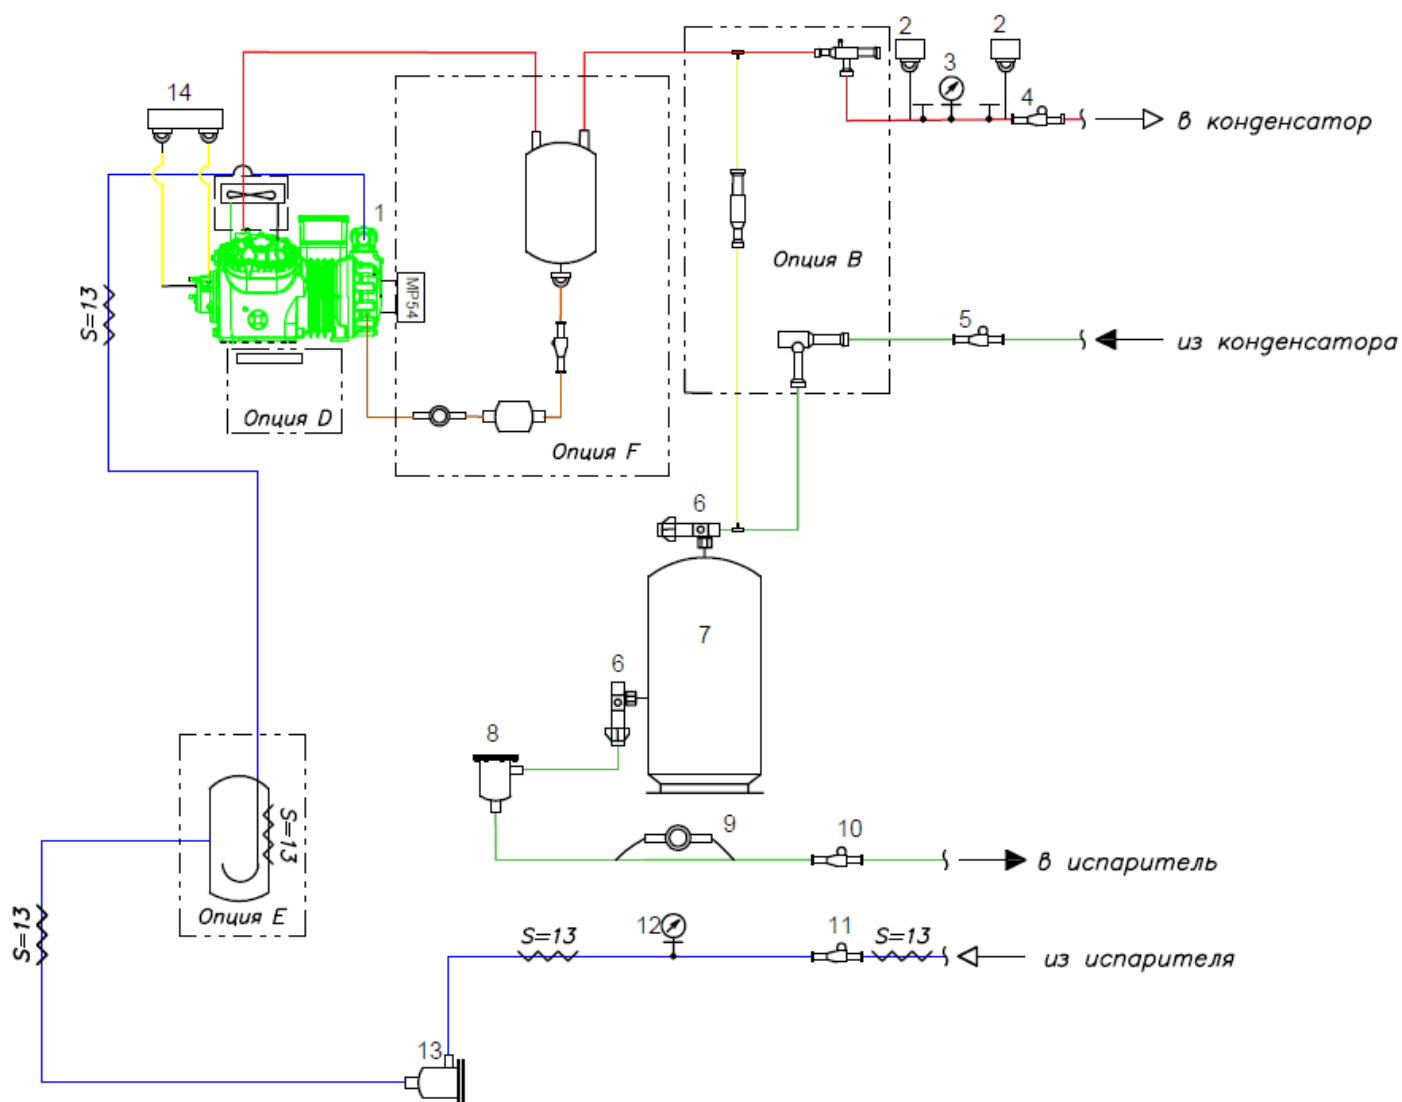 2
2
3
4
14
в конденсатор
1
Опция В
MP54
S=13
5
из конденсатора
Опция D
Опция F
6
7
6
8
S=13
9
10
в испаритель
Опция E
S=13
12
11
S=13
S=13
из испарителя
13